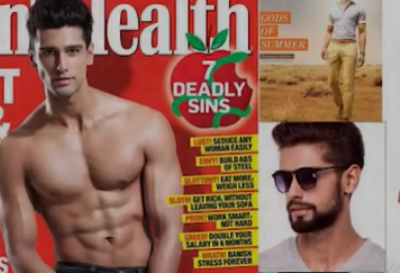 n'sHealth
7
DEADLY
SINS
LUST! SEDUCE ANY
WOMAN EASILY
ENVY! BUILD ABS
OF STEEL
GLUTTONY! EAT MORE,
WEIGH LESS
SLOTH! GET RICH, WITHOUT
LEAVING YOUR SOFA
PRIDE! WORK SMART,
NOT HARD
GREED! DOUBLE YOUR
SALARY IN 6 MONTHS
WRATH! BANISH
STRESS FOREVER
T
&
S
GODS
OF
SUMMER